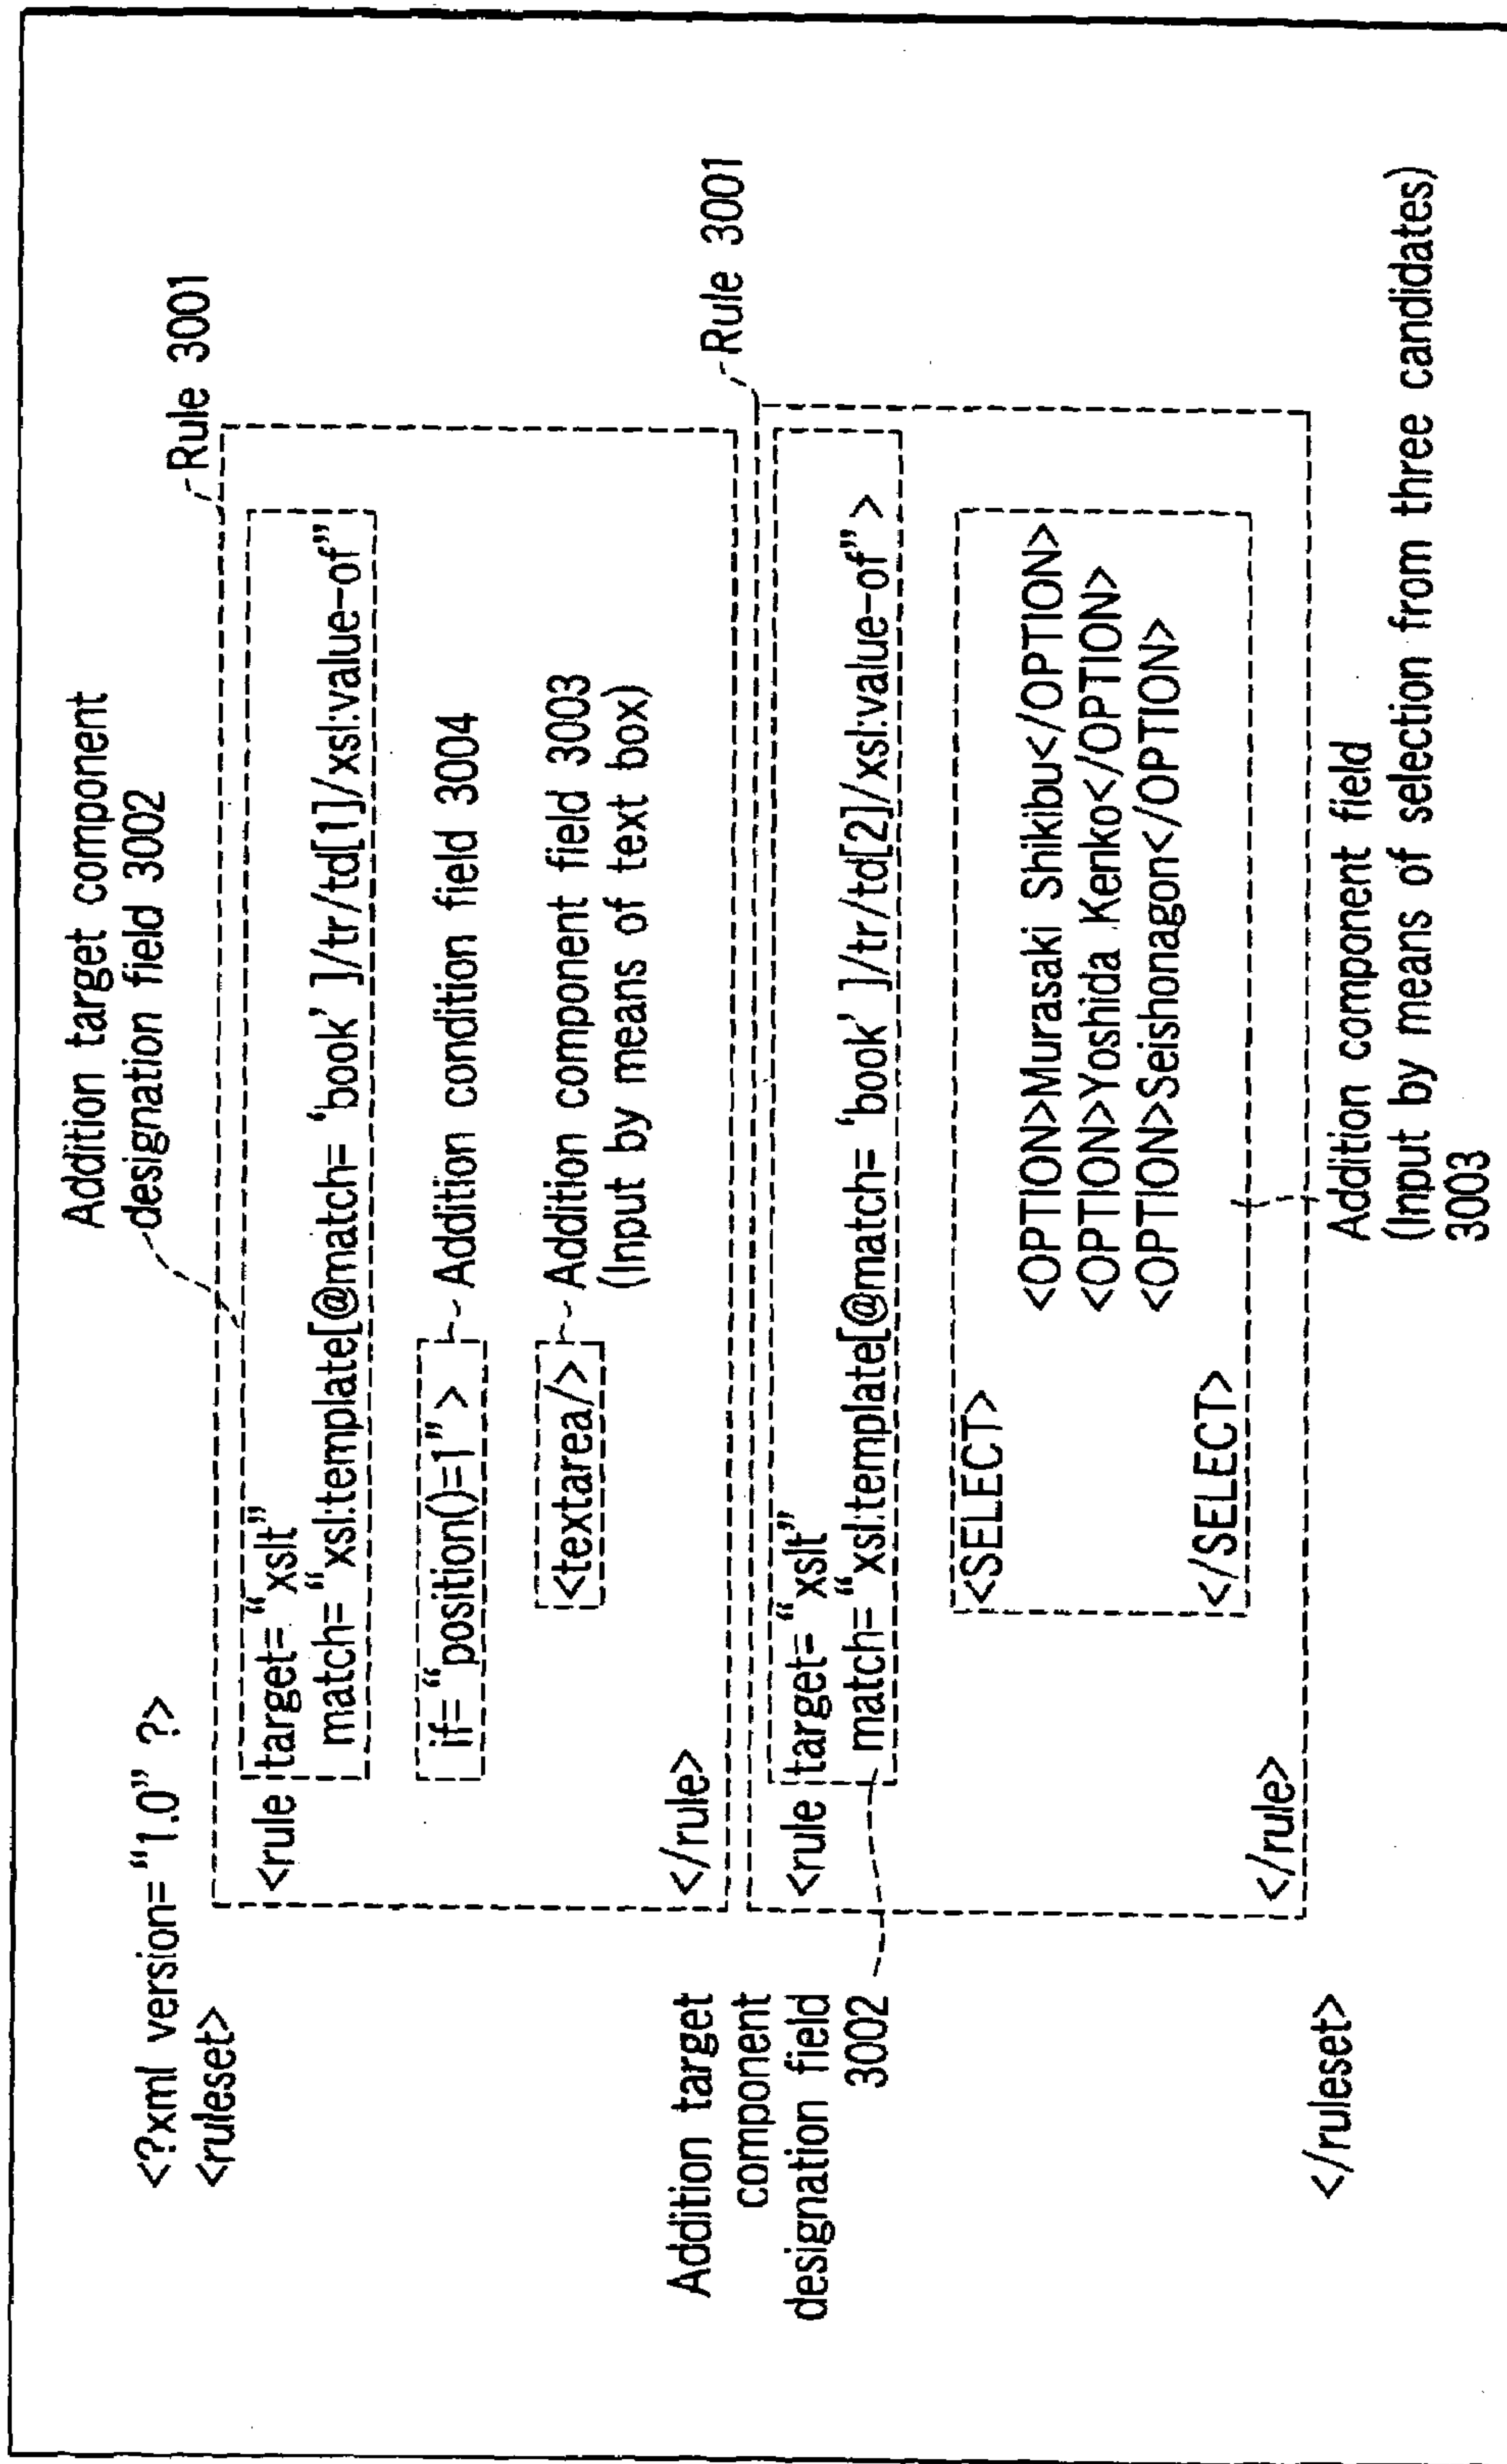 <?xml version="1.0" ?>
<ruleset>
Addition target component
designation field 3002
Rule 3001
<rule target="xslt"
match="xsl:template[@match='book']/tr/td[1]/xsl:value-of"
if="position()=1">
Addition condition field 3004
<textarea/>
Addition component field 3003
(Input by means of text box)
</rule>
Rule 3001
Addition target
component
designation field
3002
<rule target="xslt"
match="xsl:template[@match='book']/tr/td[2]/xsl:value-of">
<SELECT>
<OPTION>Murasaki Shikibu</OPTION>
<OPTION>Yoshida Kenko</OPTION>
<OPTION>Seishonagon</OPTION>
</SELECT>
</rule>
Addition component field
(Input by means of selection from three candidates)
3003
</ruleset>